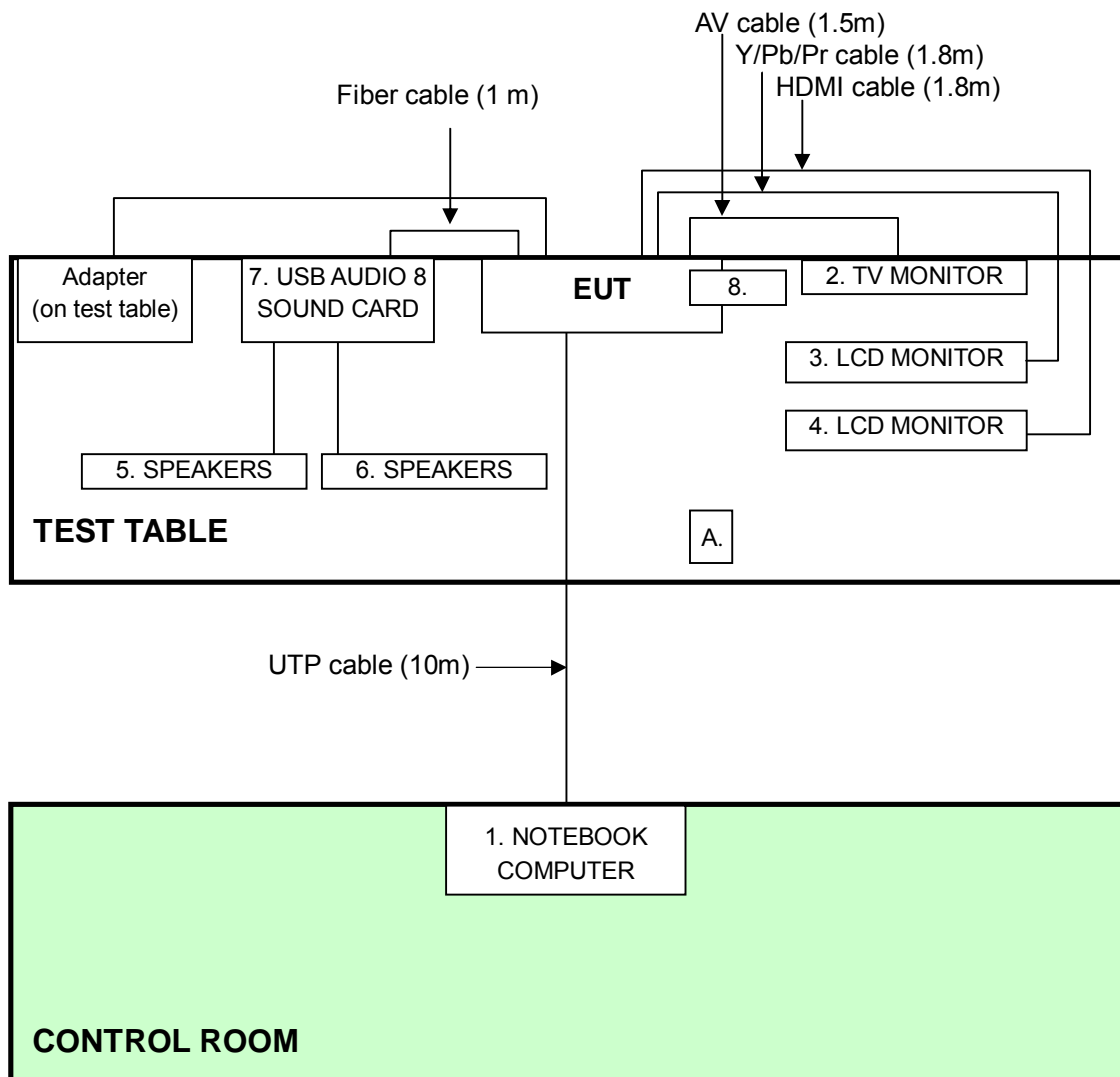 AV cable (1.5m)
Y/Pb/Pr cable (1.8m)
HDMI cable (1.8m)
Fiber cable (1 m)
Adapter
(on test table)
7. USB AUDIO 8
SOUND CARD
EUT
8.
2. TV MONITOR
3. LCD MONITOR
4. LCD MONITOR
5. SPEAKERS
6. SPEAKERS
TEST TABLE
A.
UTP cable (10m)
1. NOTEBOOK
COMPUTER
CONTROL ROOM